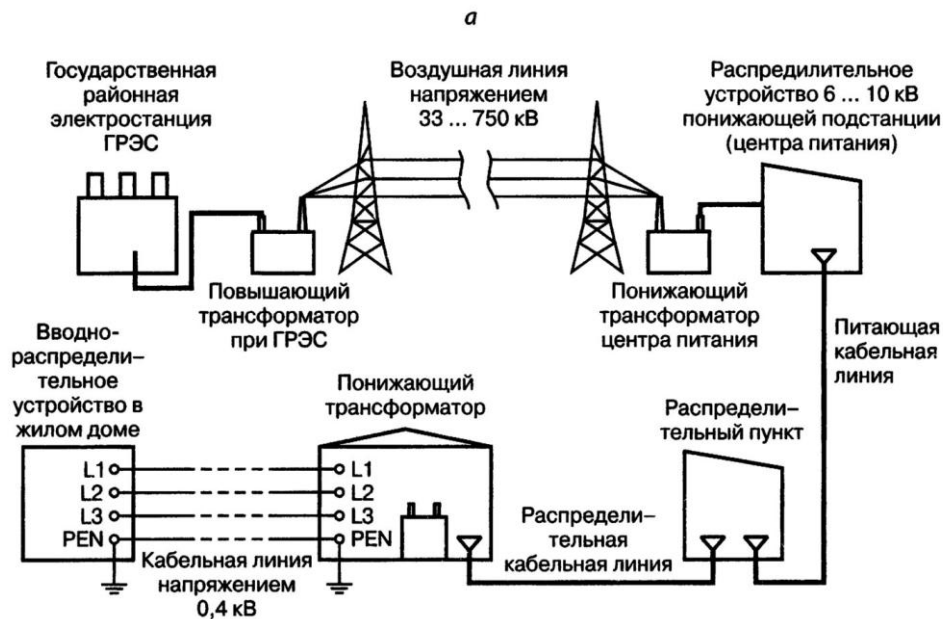 а
Государственная
районная
электростанция
ГРЭС
Воздушная линия
напряжением
33 ... 750 кВ
Распредилительное
устройство 6 ... 10 кВ
понижающей подстанции
(центра питания)
Повышающий
трансформатор
при ГРЭС
Понижающий
трансформатор
центра питания
Питающая
кабельная
линия
Вводно-
распредели–
тельное
устройство в
жилом доме
Понижающий
трансформатор
Распредели–
тельный пункт
L1
L2
L3
PEN
L1
L2
L3
PEN
Кабельная линия
напряжением
0,4 кВ
Распредели–
тельная
кабельная линия